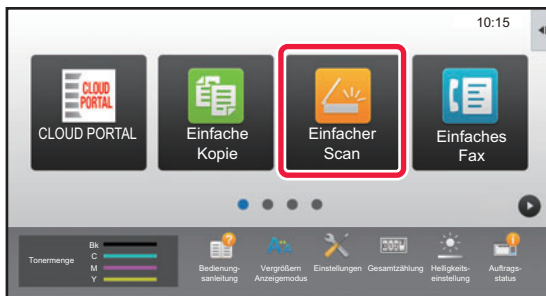 10:15
CLOUD
PORTAL
CLOUD PORTAL
Einfache
Kopie
Einfacher
Scan
Einfaches
Fax
Tonermenge
Bk
C
M
Y
Bedienung-
sanleitung
Vergrößern
Anzeigemodus
Einstellungen
Gesamtzählung
Helligkeits-
einstellung
Auftrags-
status